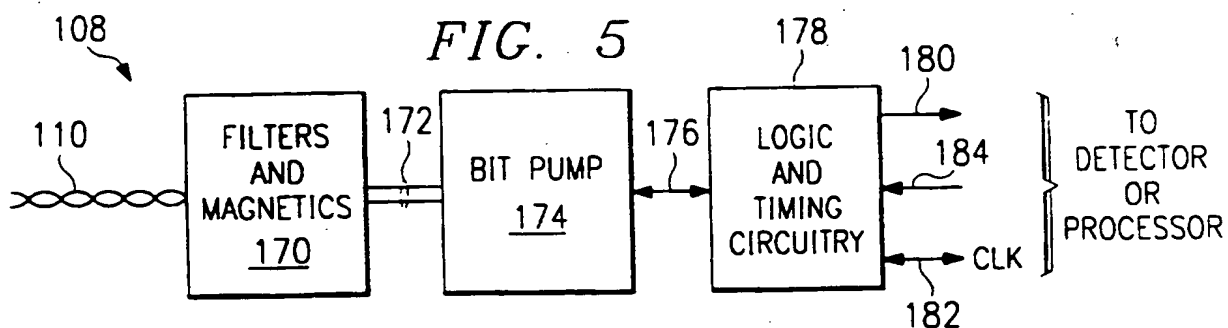 FIG. 5
108
110
FILTERS
AND
MAGNETICS
170
172
BIT PUMP
174
176
178
LOGIC
AND
TIMING
CIRCUITRY
180
184
CLK
182
TO
DETECTOR
OR
PROCESSOR